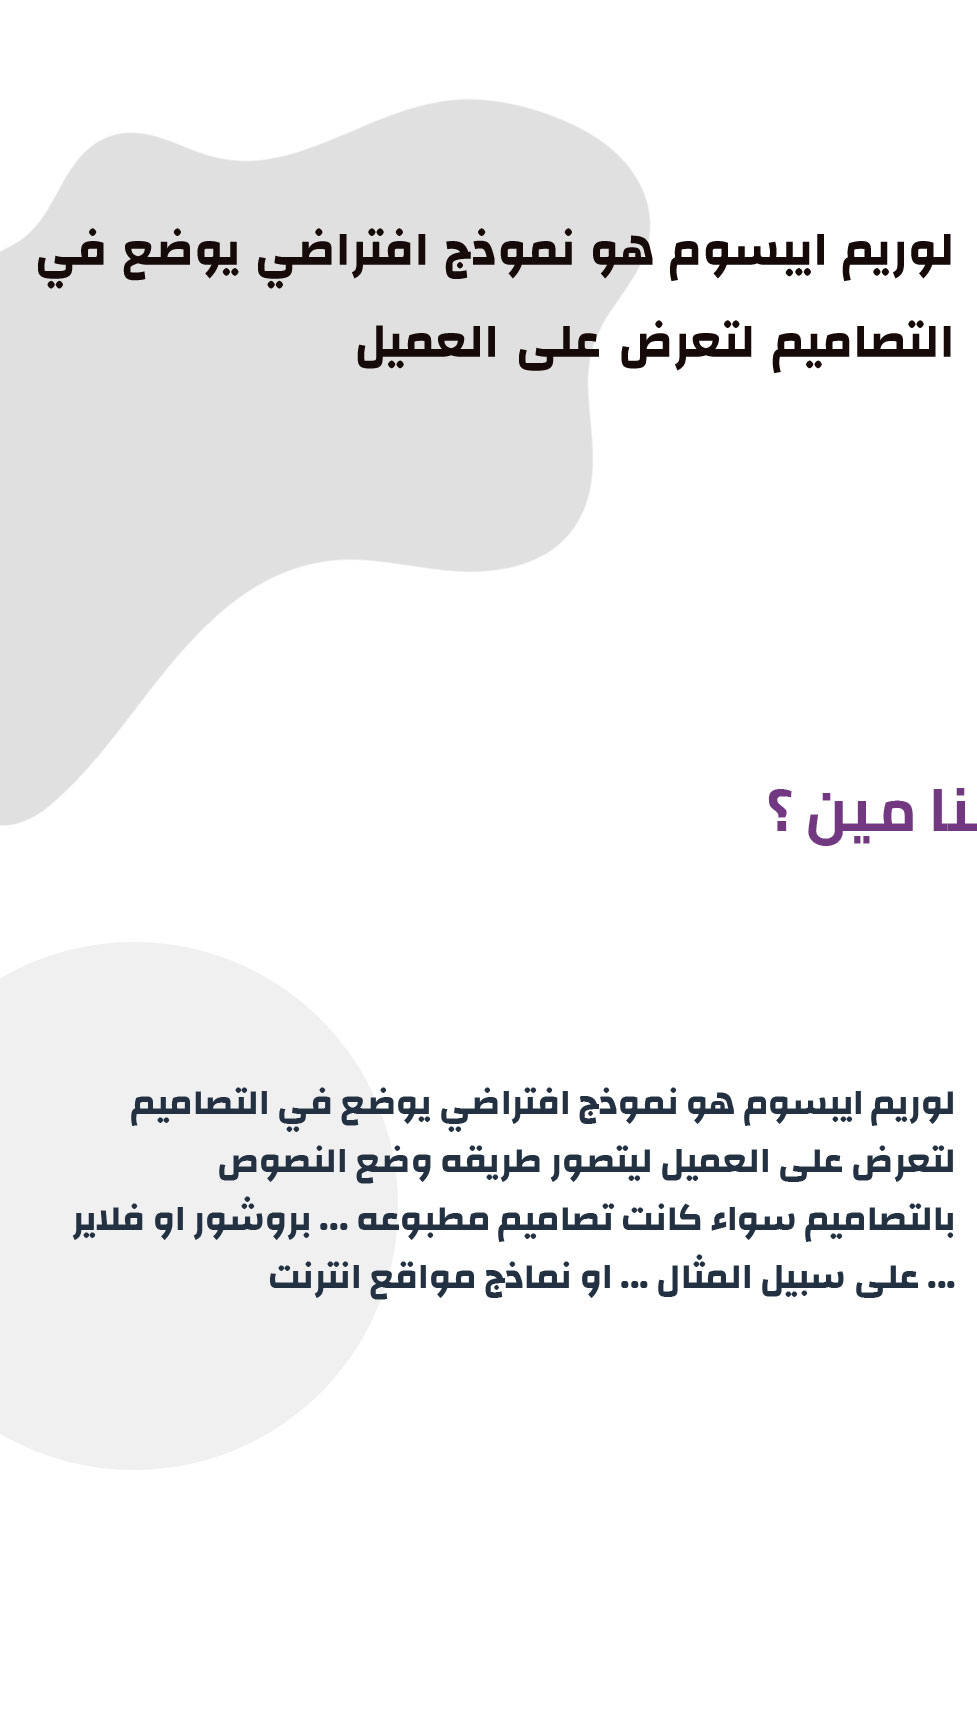 لوريم ايبسوم هو نموذج افتراضي يوضع في
التصاميم لتعرض على العميل
مين ؟
لوريم ايبسوم هو نموذج افتراضي يوضع في التصاميم
لتعرض على العميل ليتصور طريقه وضع النصوص
بالتصاميم سواء كانت تصاميم مطبوعه ... بروشور او فلاير
... على سبيل المثال ... او نماذج مواقع انترنت